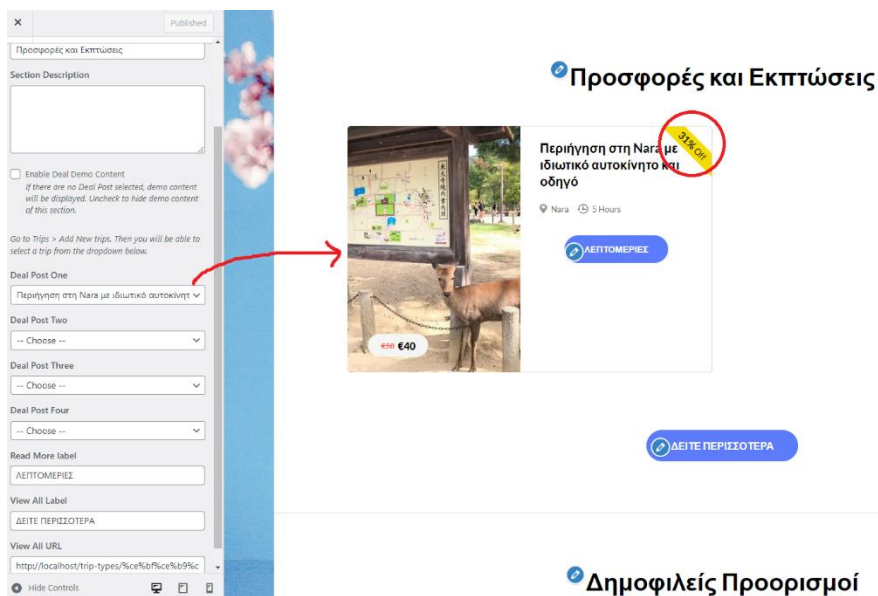 Published
Προσφορές και Εκπτώσεις
Section Description
Enable Deal Demo Content
If there are no Deal Post selected, demo content
will be displayed. Uncheck to hide demo content
of this section.
Go to Trips > Add New trips. Then you will be able to
select a trip from the dropdown below.
Deal Post One
Περιήγηση στη Nara με ιδιωτικό αυτοκίνητ
Deal Post Two
-- Choose --
Deal Post Three
-- Choose --
Deal Post Four
-- Choose --
Read More label
ΛΕΠΤΟΜΕΡΙΕΣ
View All Label
ΔΕΙΤΕ ΠΕΡΙΣΣΟΤΕΡΑ
View All URL
http://localhost/trip-types/%ce%bf%ce%b9%c
Hide Controls
Προσφορές και Εκπτώσεις
31% Off
Περιήγηση στη Nara με
ιδιωτικό αυτοκίνητο και
οδηγό
Nara 5 Hours
ΛΕΠΤΟΜΕΡΙΕΣ
€58 €40
ΔΕΙΤΕ ΠΕΡΙΣΣΟΤΕΡΑ
Δημοφιλείς Προορισμοί